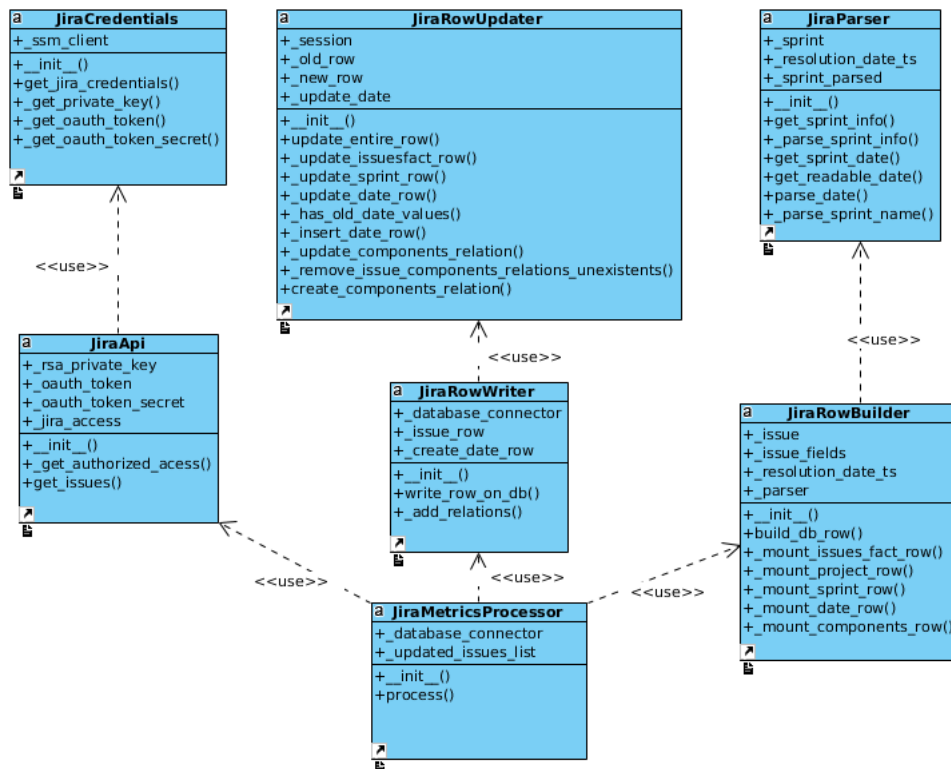 a JiraCredentials
+_ssm_client
+__init__()
+get_jira_credentials()
+_get_private_key()
+_get_oauth_token()
+_get_oauth_token_secret()
a JiraRowUpdater
+_session
+_old_row
+_new_row
+_update_date
+__init__()
+update_entire_row()
+_update_issuesfact_row()
+_update_sprint_row()
+_update_date_row()
+_has_old_date_values()
+_insert_date_row()
+_update_components_relation()
+_remove_issue_components_relations_unexistents()
+create_components_relation()
a JiraParser
+_sprint
+_resolution_date_ts
+_sprint_parsed
+__init__()
+get_sprint_info()
+_parse_sprint_info()
+get_sprint_date()
+get_readable_date()
+parse_date()
+_parse_sprint_name()
<<use>>
<<use>>
<<use>>
a JiraApi
+_rsa_private_key
+_oauth_token
+_oauth_token_secret
+_jira_access
+__init__()
+_get_authorized_acess()
+get_issues()
a JiraRowWriter
+_database_connector
+_issue_row
+_create_date_row
+__init__()
+write_row_on_db()
+_add_relations()
a JiraRowBuilder
+_issue
+_issue_fields
+_resolution_date_ts
+_parser
+__init__()
+build_db_row()
+_mount_issues_fact_row()
+_mount_project_row()
+_mount_sprint_row()
+_mount_date_row()
+_mount_components_row()
<<use>>
<<use>>
<<use>>
a JiraMetricsProcessor
+_database_connector
+_updated_issues_list
+__init__()
+process()